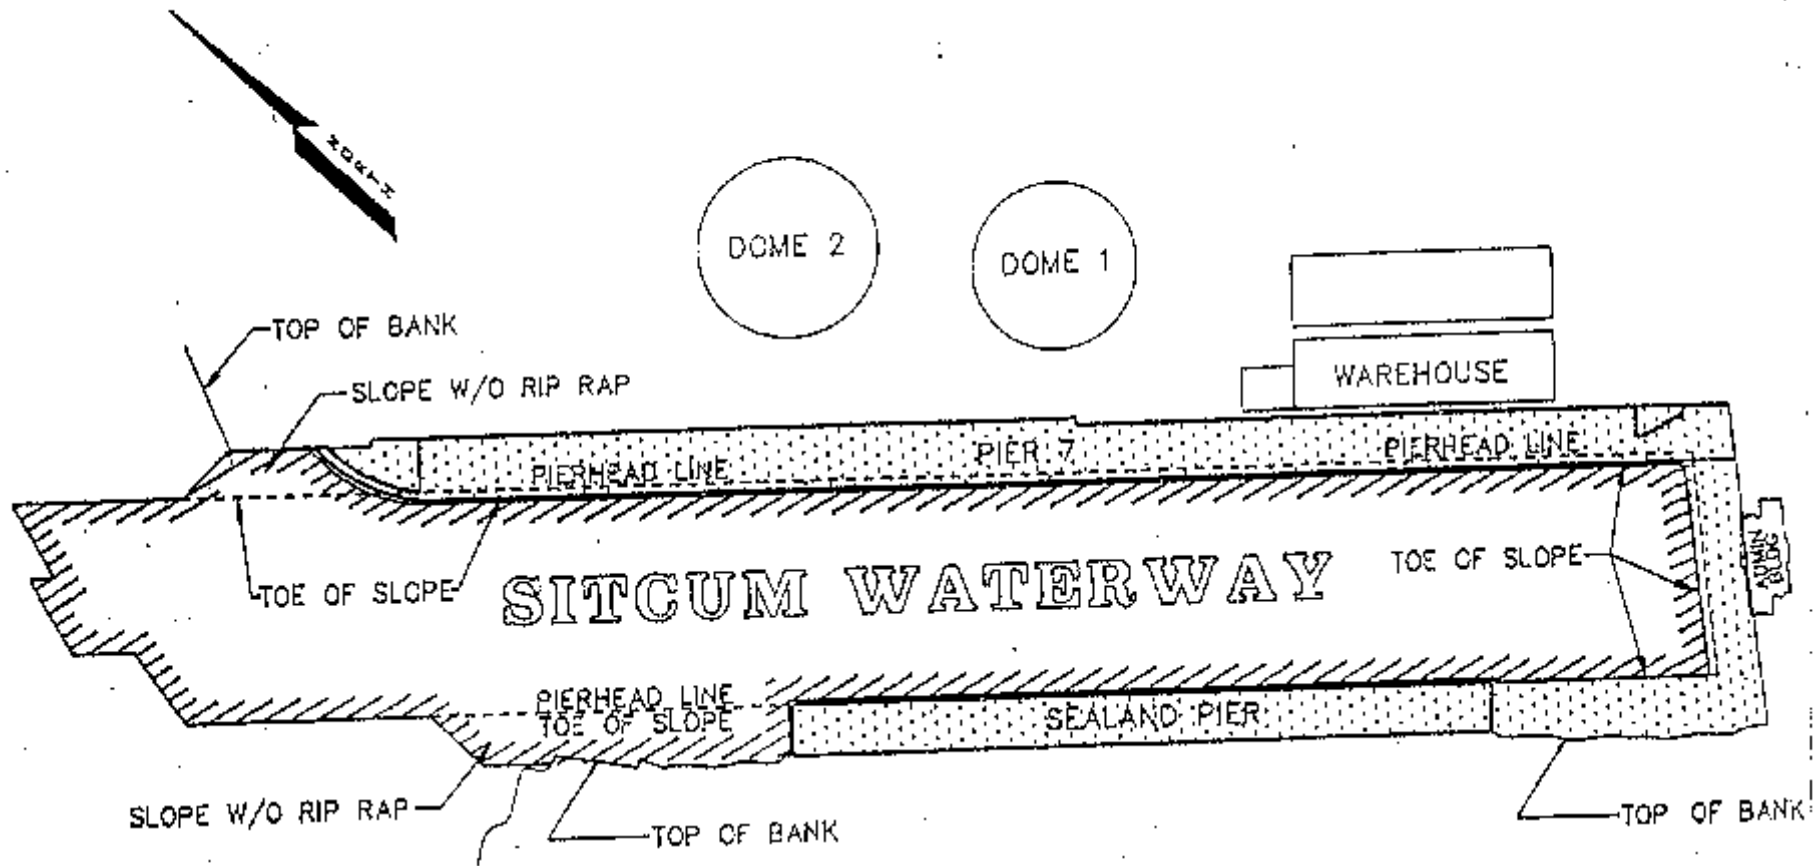 NORTH
DOME 2
DOME 1
TOP OF BANK
SLOPE W/O RIP RAP
WAREHOUSE
PIERHEAD LINE
PIER 7
PIERHEAD LINE
TOE OF SLOPE
SITCUM WATERWAY
TOE OF SLOPE
ADMIN
BLDG
PIERHEAD LINE
TOE OF SLOPE
SEALAND PIER
SLOPE W/O RIP RAP
TOP OF BANK
TOP OF BANK